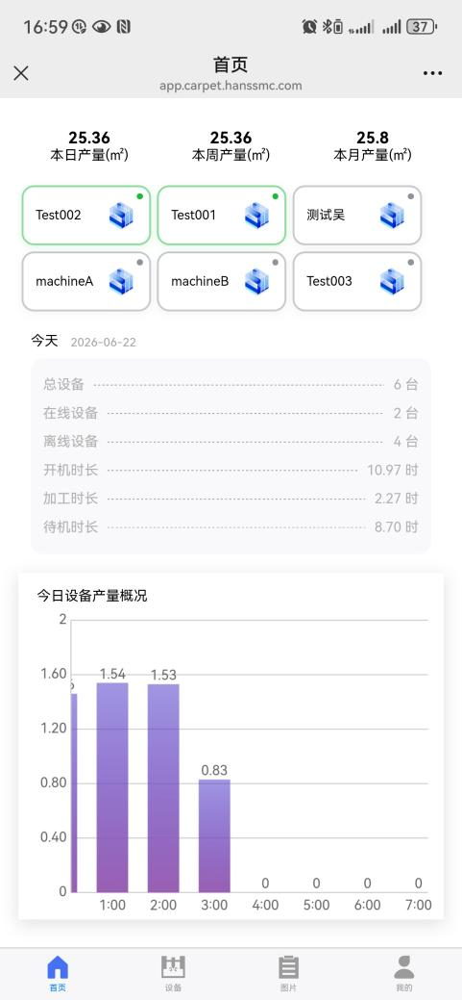 16:59
37
首页
app.carpet.hanssmc.com
25.36 25.36 25.8
本日产量(㎡) 本周产量(㎡) 本月产量(㎡)
Test002 Test001 测试吴
machineA machineB Test003
今天 2026-06-22
总设备 6 台
在线设备 2 台
离线设备 4 台
开机时长 10.97 时
加工时长 2.27 时
待机时长 8.70 时
今日设备产量概况
2
1.60
1.54 1.53
1.20
0.83
0.80
0.40
0 0 0 0 0
1:00 2:00 3:00 4:00 5:00 6:00 7:00
首页 设备 图片 我的